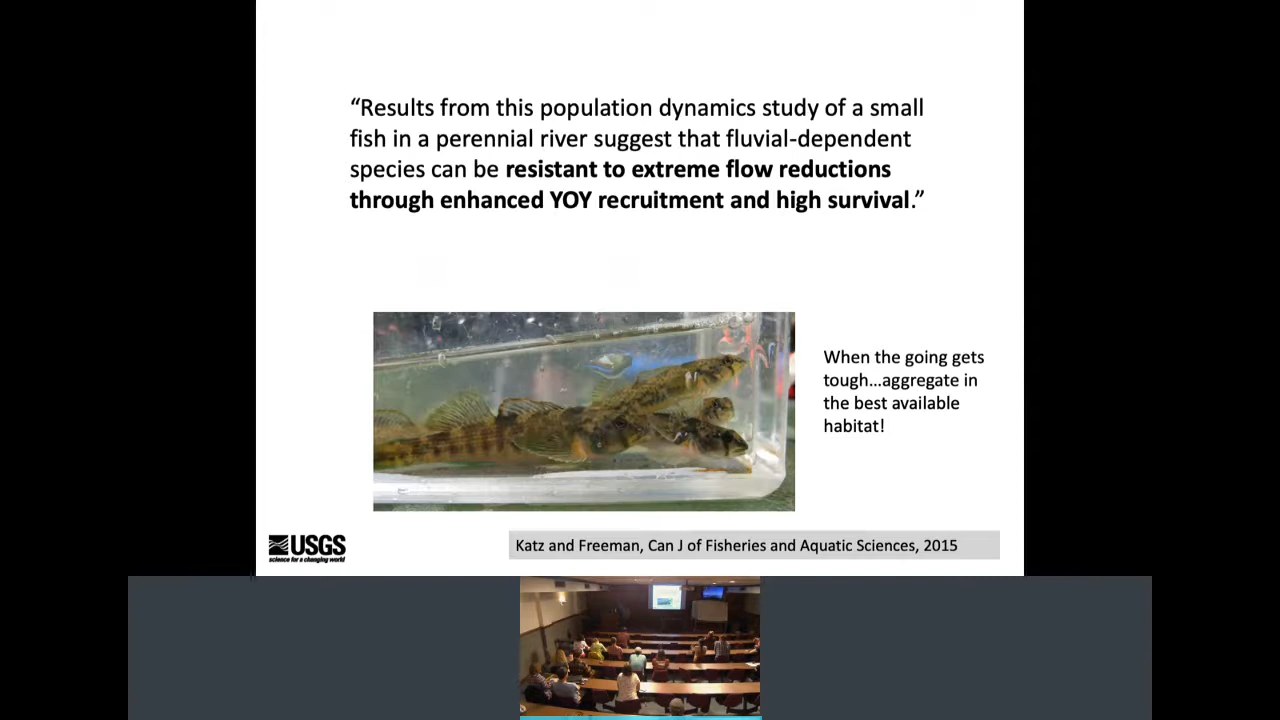 “Results from this population dynamics study of a small
fish in a perennial river suggest that fluvial-dependent
species can be resistant to extreme flow reductions
through enhanced YOY recruitment and high survival.”
When the going gets
tough...aggregate in
the best available
habitat!
USGS
science for a changing world
Katz and Freeman, Can J of Fisheries and Aquatic Sciences, 2015